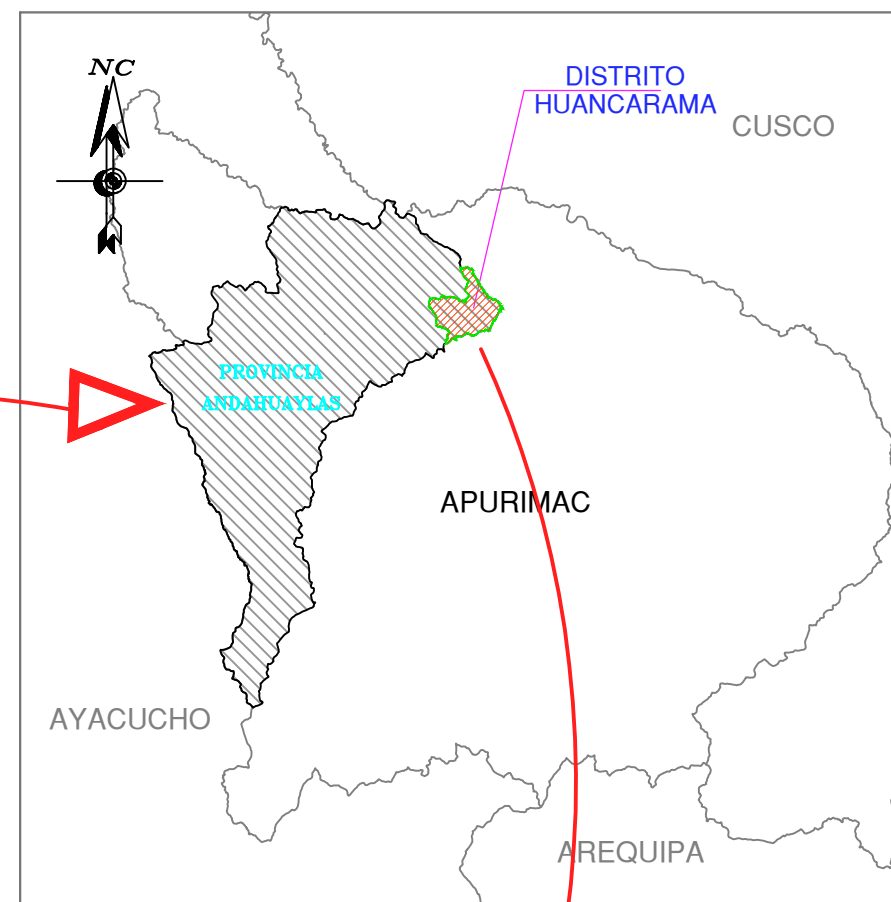 NC
DISTRITO
HUANCARAMA
CUSCO
PROVINCIA
ANDAHUAYLAS
APURIMAC
AYACUCHO
AREQUIPA